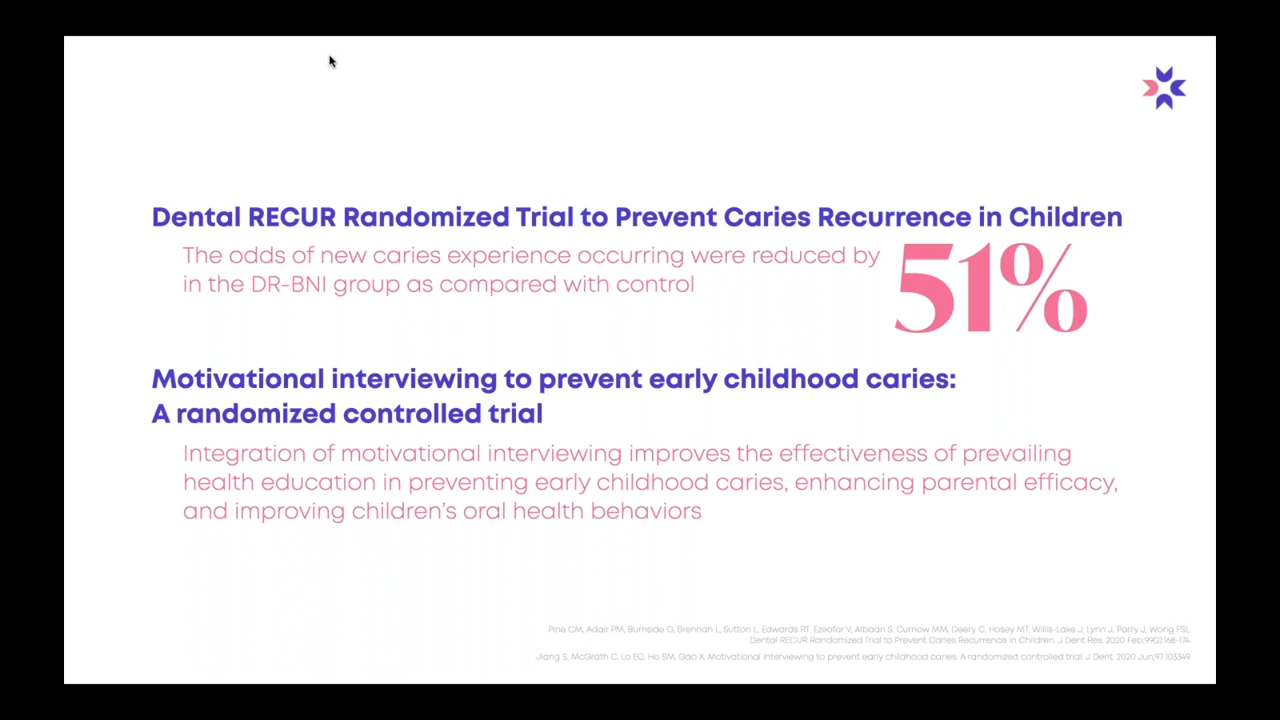 Dental RECUR Randomized Trial to Prevent Caries Recurrence in Children
The odds of new caries experience occurring were reduced by
51%
in the DR-BNI group as compared with control
Motivational interviewing to prevent early childhood caries:
A randomized controlled trial
Integration of motivational interviewing improves the effectiveness of prevailing
health education in preventing early childhood caries, enhancing parental efficacy,
and improving children's oral health behaviors
Pine CM, Adair PM, Burnside G, Brennan L, Sutton L, Edwards RT, Ezeofor V, Albadri S, Curnow MM, Deery C, Hosey MT, Willis-Lake J, Lynn J, Parry J, Wong FSL.
Dental RECUR Randomized Trial to Prevent Caries Recurrence in Children. J Dent Res. 2020 Feb;99(2):168-174.
Jiang S, McGrath C, Lo EC, Ho SM, Gao X. Motivational interviewing to prevent early childhood caries: A randomized controlled trial. J Dent. 2020 Jun;97:103349